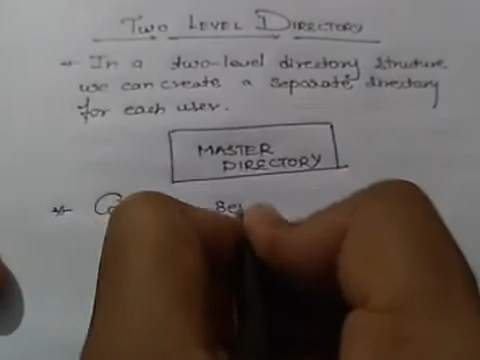 TWO LEVEL DIRECTORY
In a two-level directory structure
we can create a separate directory
for each user.
MASTER
DIRECTORY